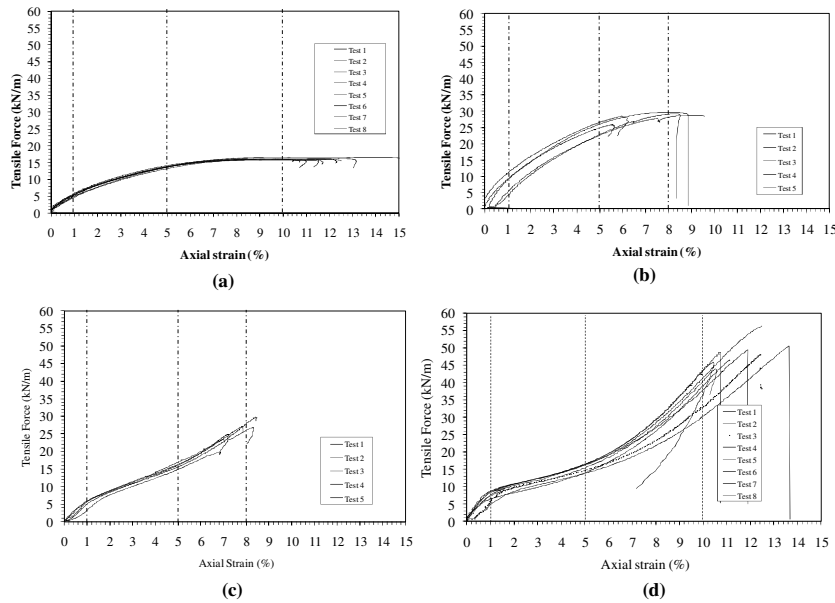 60
55
50
45
40
35
30
25
20
15
10
5
0
Tensile Force (kN/m)
0 1 2 3 4 5 6 7 8 9 10 11 12 13 14 15
Axial strain (%)
Test 1
Test 2
Test 3
Test 4
Test 5
Test 6
Test 7
Test 8
(a)
60
55
50
45
40
35
30
25
20
15
10
5
0
Tensile Force (kN/m)
0 1 2 3 4 5 6 7 8 9 10 11 12 13 14 15
Axial strain (%)
Test 1
Test 2
Test 3
Test 4
Test 5
(b)
60
55
50
45
40
35
30
25
20
15
10
5
0
Tensile Force (kN/m)
0 1 2 3 4 5 6 7 8 9 10 11 12 13 14 15
Axial Strain (%)
Test 1
Test 2
Test 3
Test 4
Test 5
(c)
60
55
50
45
40
35
30
25
20
15
10
5
0
Tensile Force (kN/m)
0 1 2 3 4 5 6 7 8 9 10 11 12 13 14
Axial strain (%)
Test 1
Test 2
Test 3
Test 4
Test 5
Test 6
Test 7
Test 8
(d)